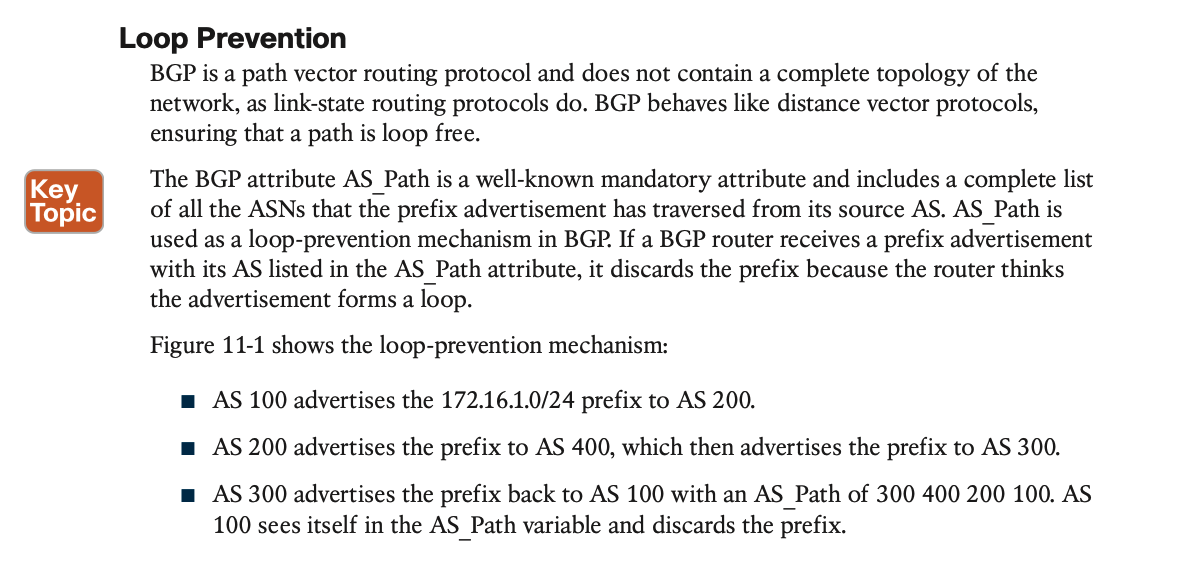 Loop Prevention
BGP is a path vector routing protocol and does not contain a complete topology of the
network, as link-state routing protocols do. BGP behaves like distance vector protocols,
ensuring that a path is loop free.
Key
Topic
The BGP attribute AS_Path is a well-known mandatory attribute and includes a complete list
of all the ASNs that the prefix advertisement has traversed from its source AS. AS_Path is
used as a loop-prevention mechanism in BGP. If a BGP router receives a prefix advertisement
with its AS listed in the AS_Path attribute, it discards the prefix because the router thinks
the advertisement forms a loop.
Figure 11-1 shows the loop-prevention mechanism:
■ AS 100 advertises the 172.16.1.0/24 prefix to AS 200.
■ AS 200 advertises the prefix to AS 400, which then advertises the prefix to AS 300.
■ AS 300 advertises the prefix back to AS 100 with an AS_Path of 300 400 200 100. AS
100 sees itself in the AS_Path variable and discards the prefix.